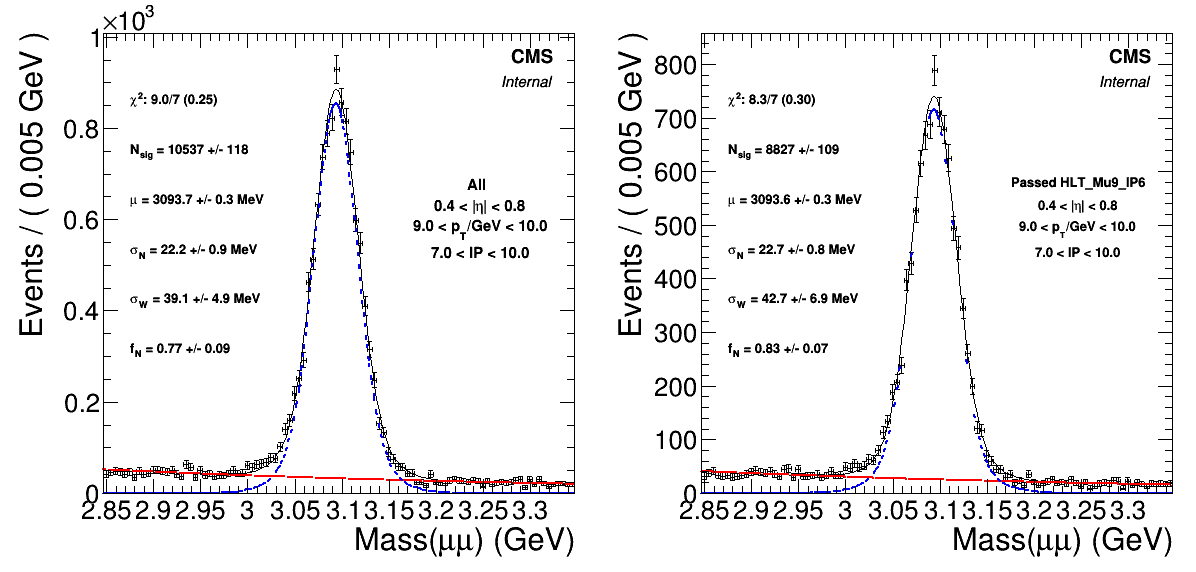 ×10³
1
0.8
0.6
0.4
0.2
0
Events / ( 0.005 GeV )
CMS
Internal
χ²: 9.0/7 (0.25)
N_sig = 10537 +/- 118
μ = 3093.7 +/- 0.3 MeV
σ_N = 22.2 +/- 0.9 MeV
σ_W = 39.1 +/- 4.9 MeV
f_N = 0.77 +/- 0.09
All
0.4 < |η| < 0.8
9.0 < p_T/GeV < 10.0
7.0 < IP < 10.0
2.85 2.9 2.95 3 3.05 3.1 3.15 3.2 3.25 3.3
Mass(μμ) (GeV)
800
700
600
500
400
300
200
100
0
Events / ( 0.005 GeV )
CMS
Internal
χ²: 8.3/7 (0.30)
N_sig = 8827 +/- 109
μ = 3093.6 +/- 0.3 MeV
σ_N = 22.7 +/- 0.8 MeV
σ_W = 42.7 +/- 6.9 MeV
f_N = 0.83 +/- 0.07
Passed HLT_Mu9_IP6
0.4 < |η| < 0.8
9.0 < p_T/GeV < 10.0
7.0 < IP < 10.0
2.85 2.9 2.95 3 3.05 3.1 3.15 3.2 3.25 3.3
Mass(μμ) (GeV)